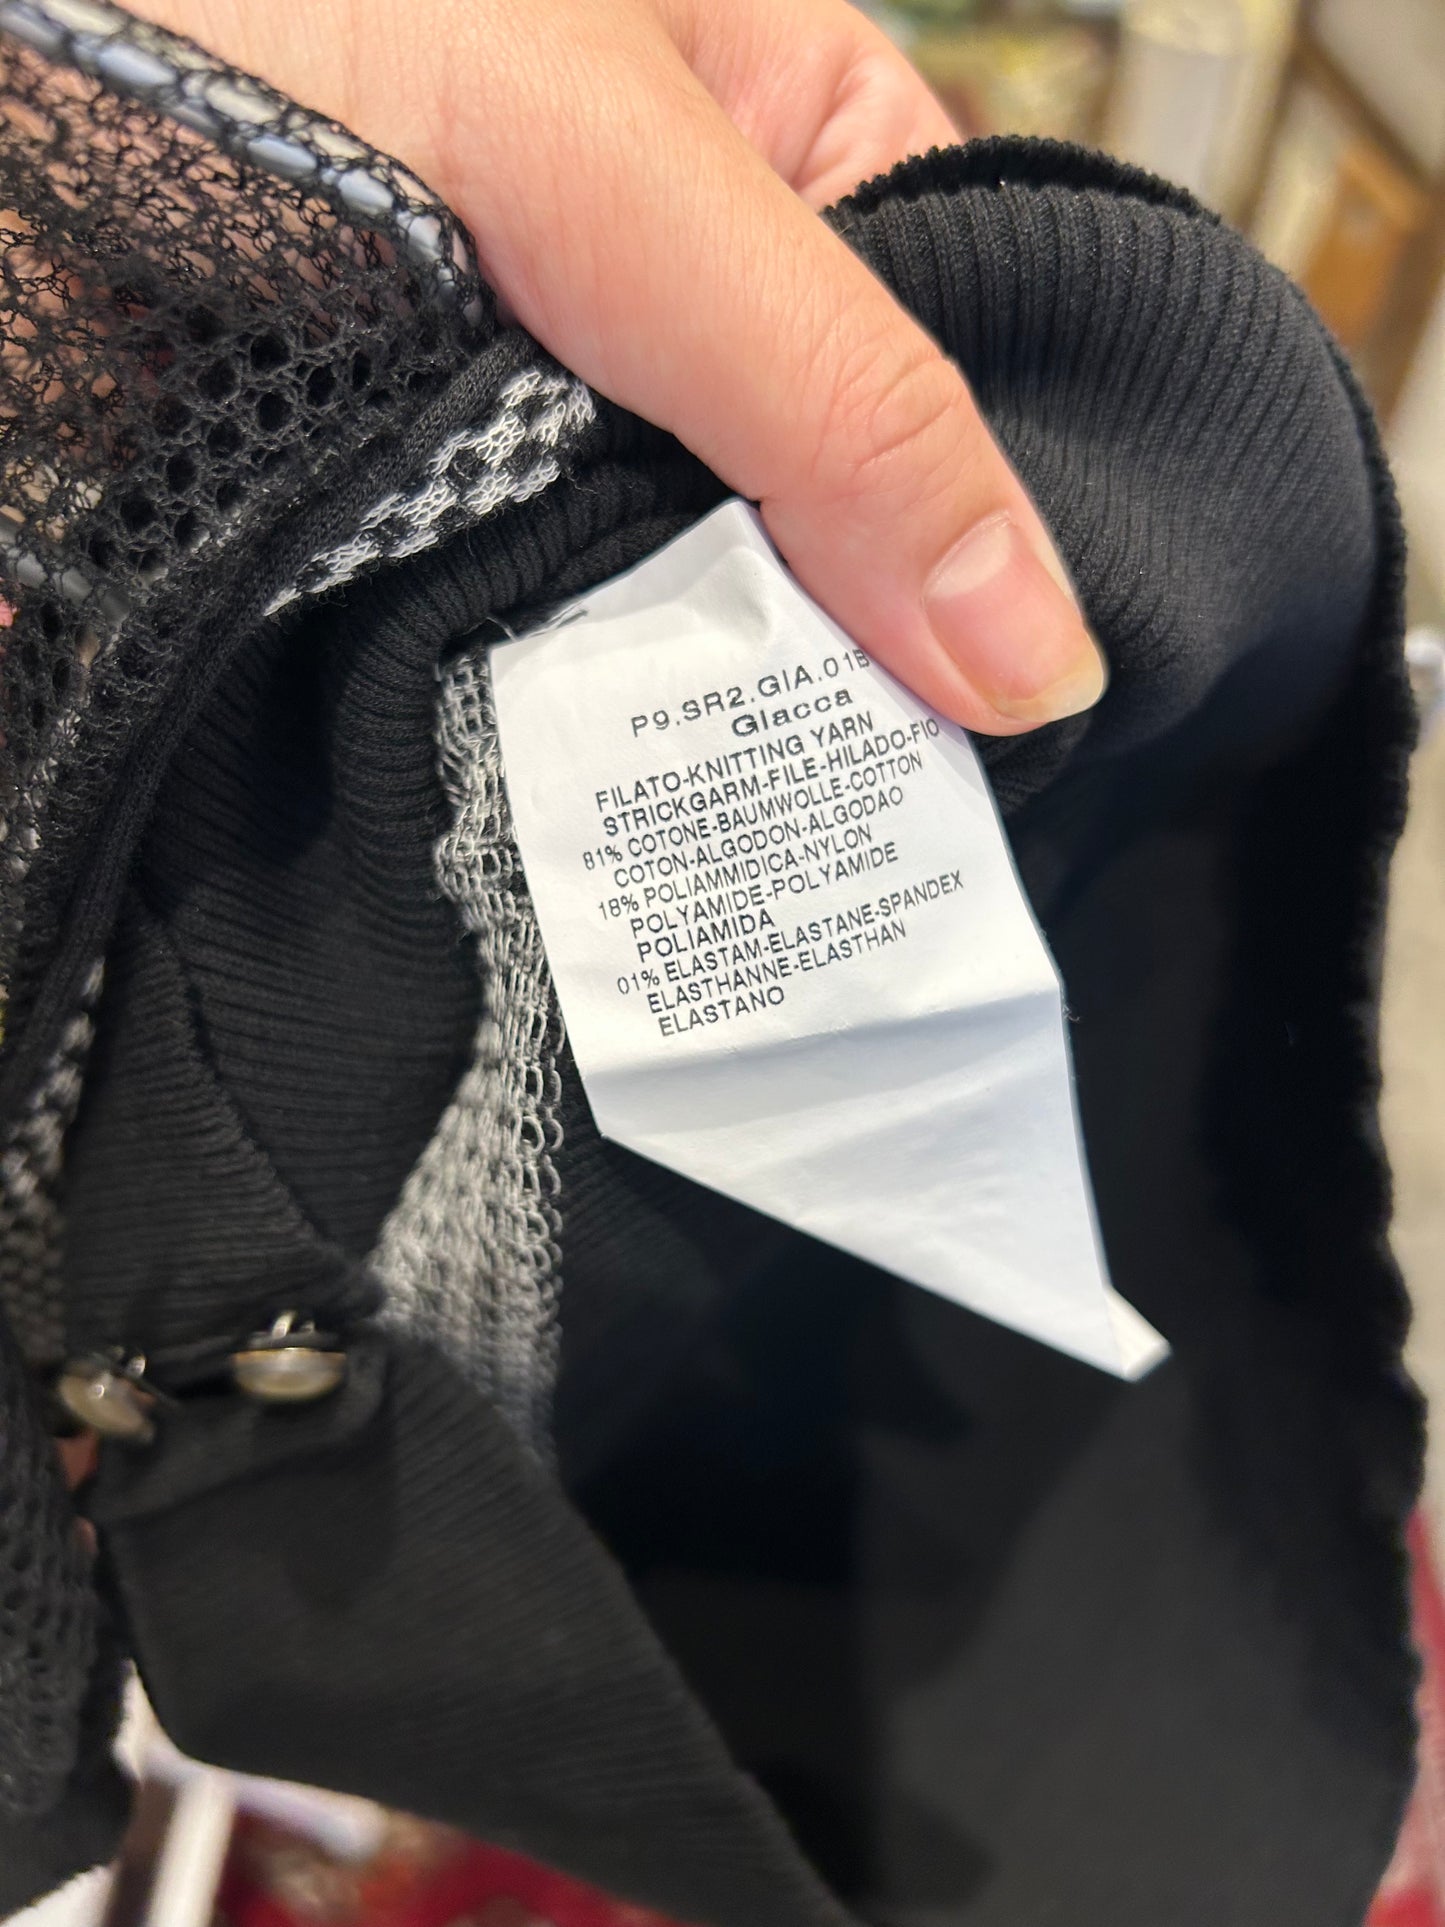 P9.SR2.GIA.01B
Giacca
FILATO-KNITTING YARN
STRICKGARM-FILE-HILADO-FIO
81% COTONE-BAUMWOLLE-COTTON
COTON-ALGODON-ALGODAO
18% POLIAMMIDICA-NYLON
POLYAMIDE-POLYAMIDE
POLIAMIDA
01% ELASTAM-ELASTANE-SPANDEX
ELASTHANNE-ELASTHAN
ELASTANO